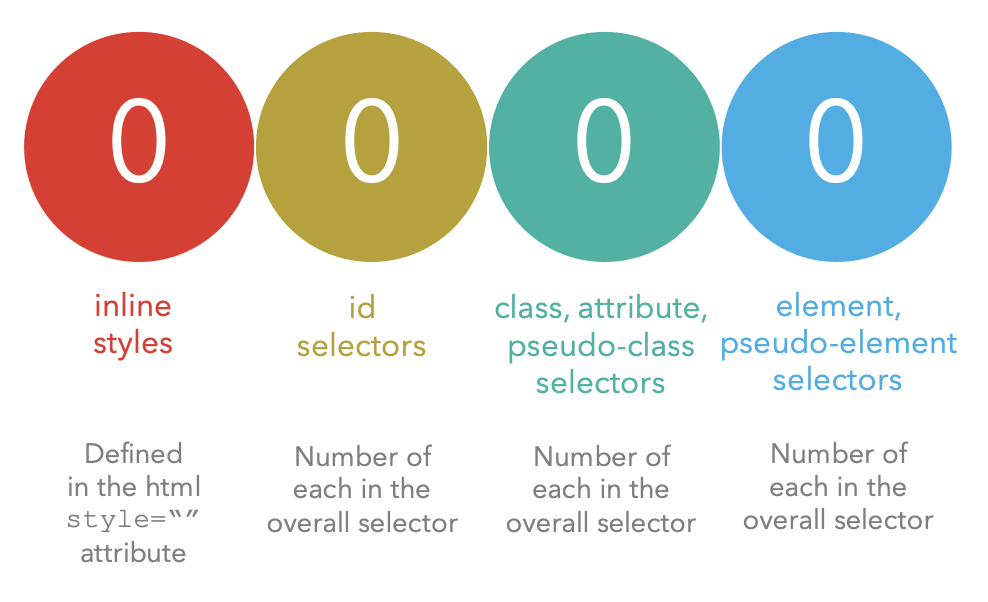 0 0 0 0
inline
styles
id
selectors
class, attribute,
pseudo-class
selectors
element,
pseudo-element
selectors
Defined
in the html
style=“”
attribute
Number of
each in the
overall selector
Number of
each in the
overall selector
Number of
each in the
overall selector